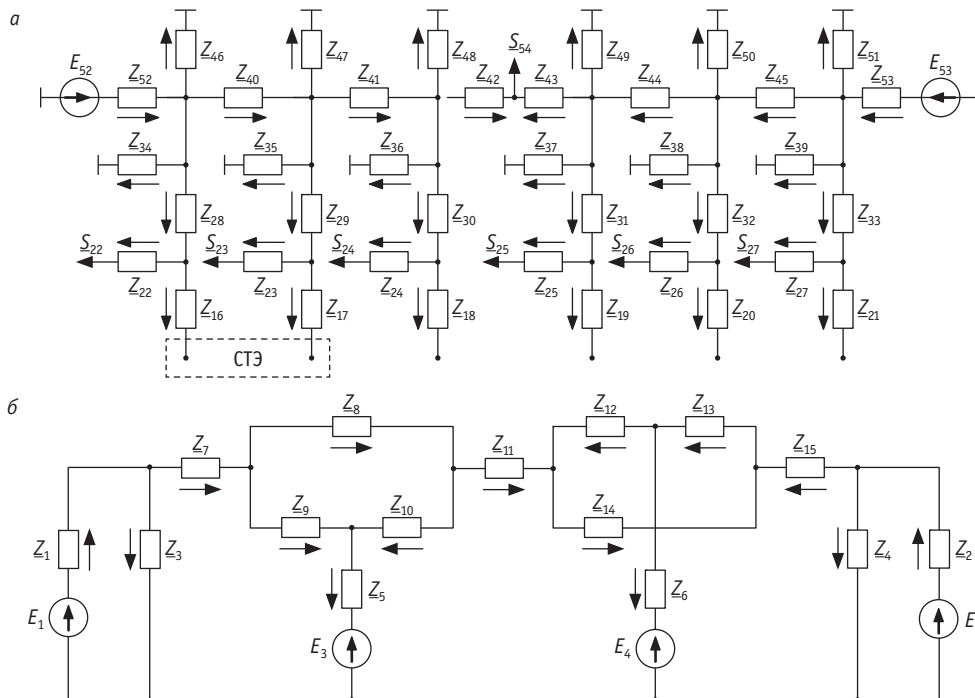 а
E52 Z52 Z46 Z40 Z47 Z41 Z48 Z42 S54 Z43 Z49 Z44 Z50 Z45 Z51 Z53 E53
Z34 Z35 Z36 Z37 Z38 Z39
Z28 Z29 Z30 Z31 Z32 Z33
S22 S23 S24 S25 S26 S27
Z22 Z23 Z24 Z25 Z26 Z27
Z16 Z17 Z18 Z19 Z20 Z21
СТЭ
б
Z8 Z12 Z13
Z7 Z11 Z15
Z9 Z10 Z14
Z1 Z3 Z4 Z2
Z5 Z6
E1 E3 E4 E